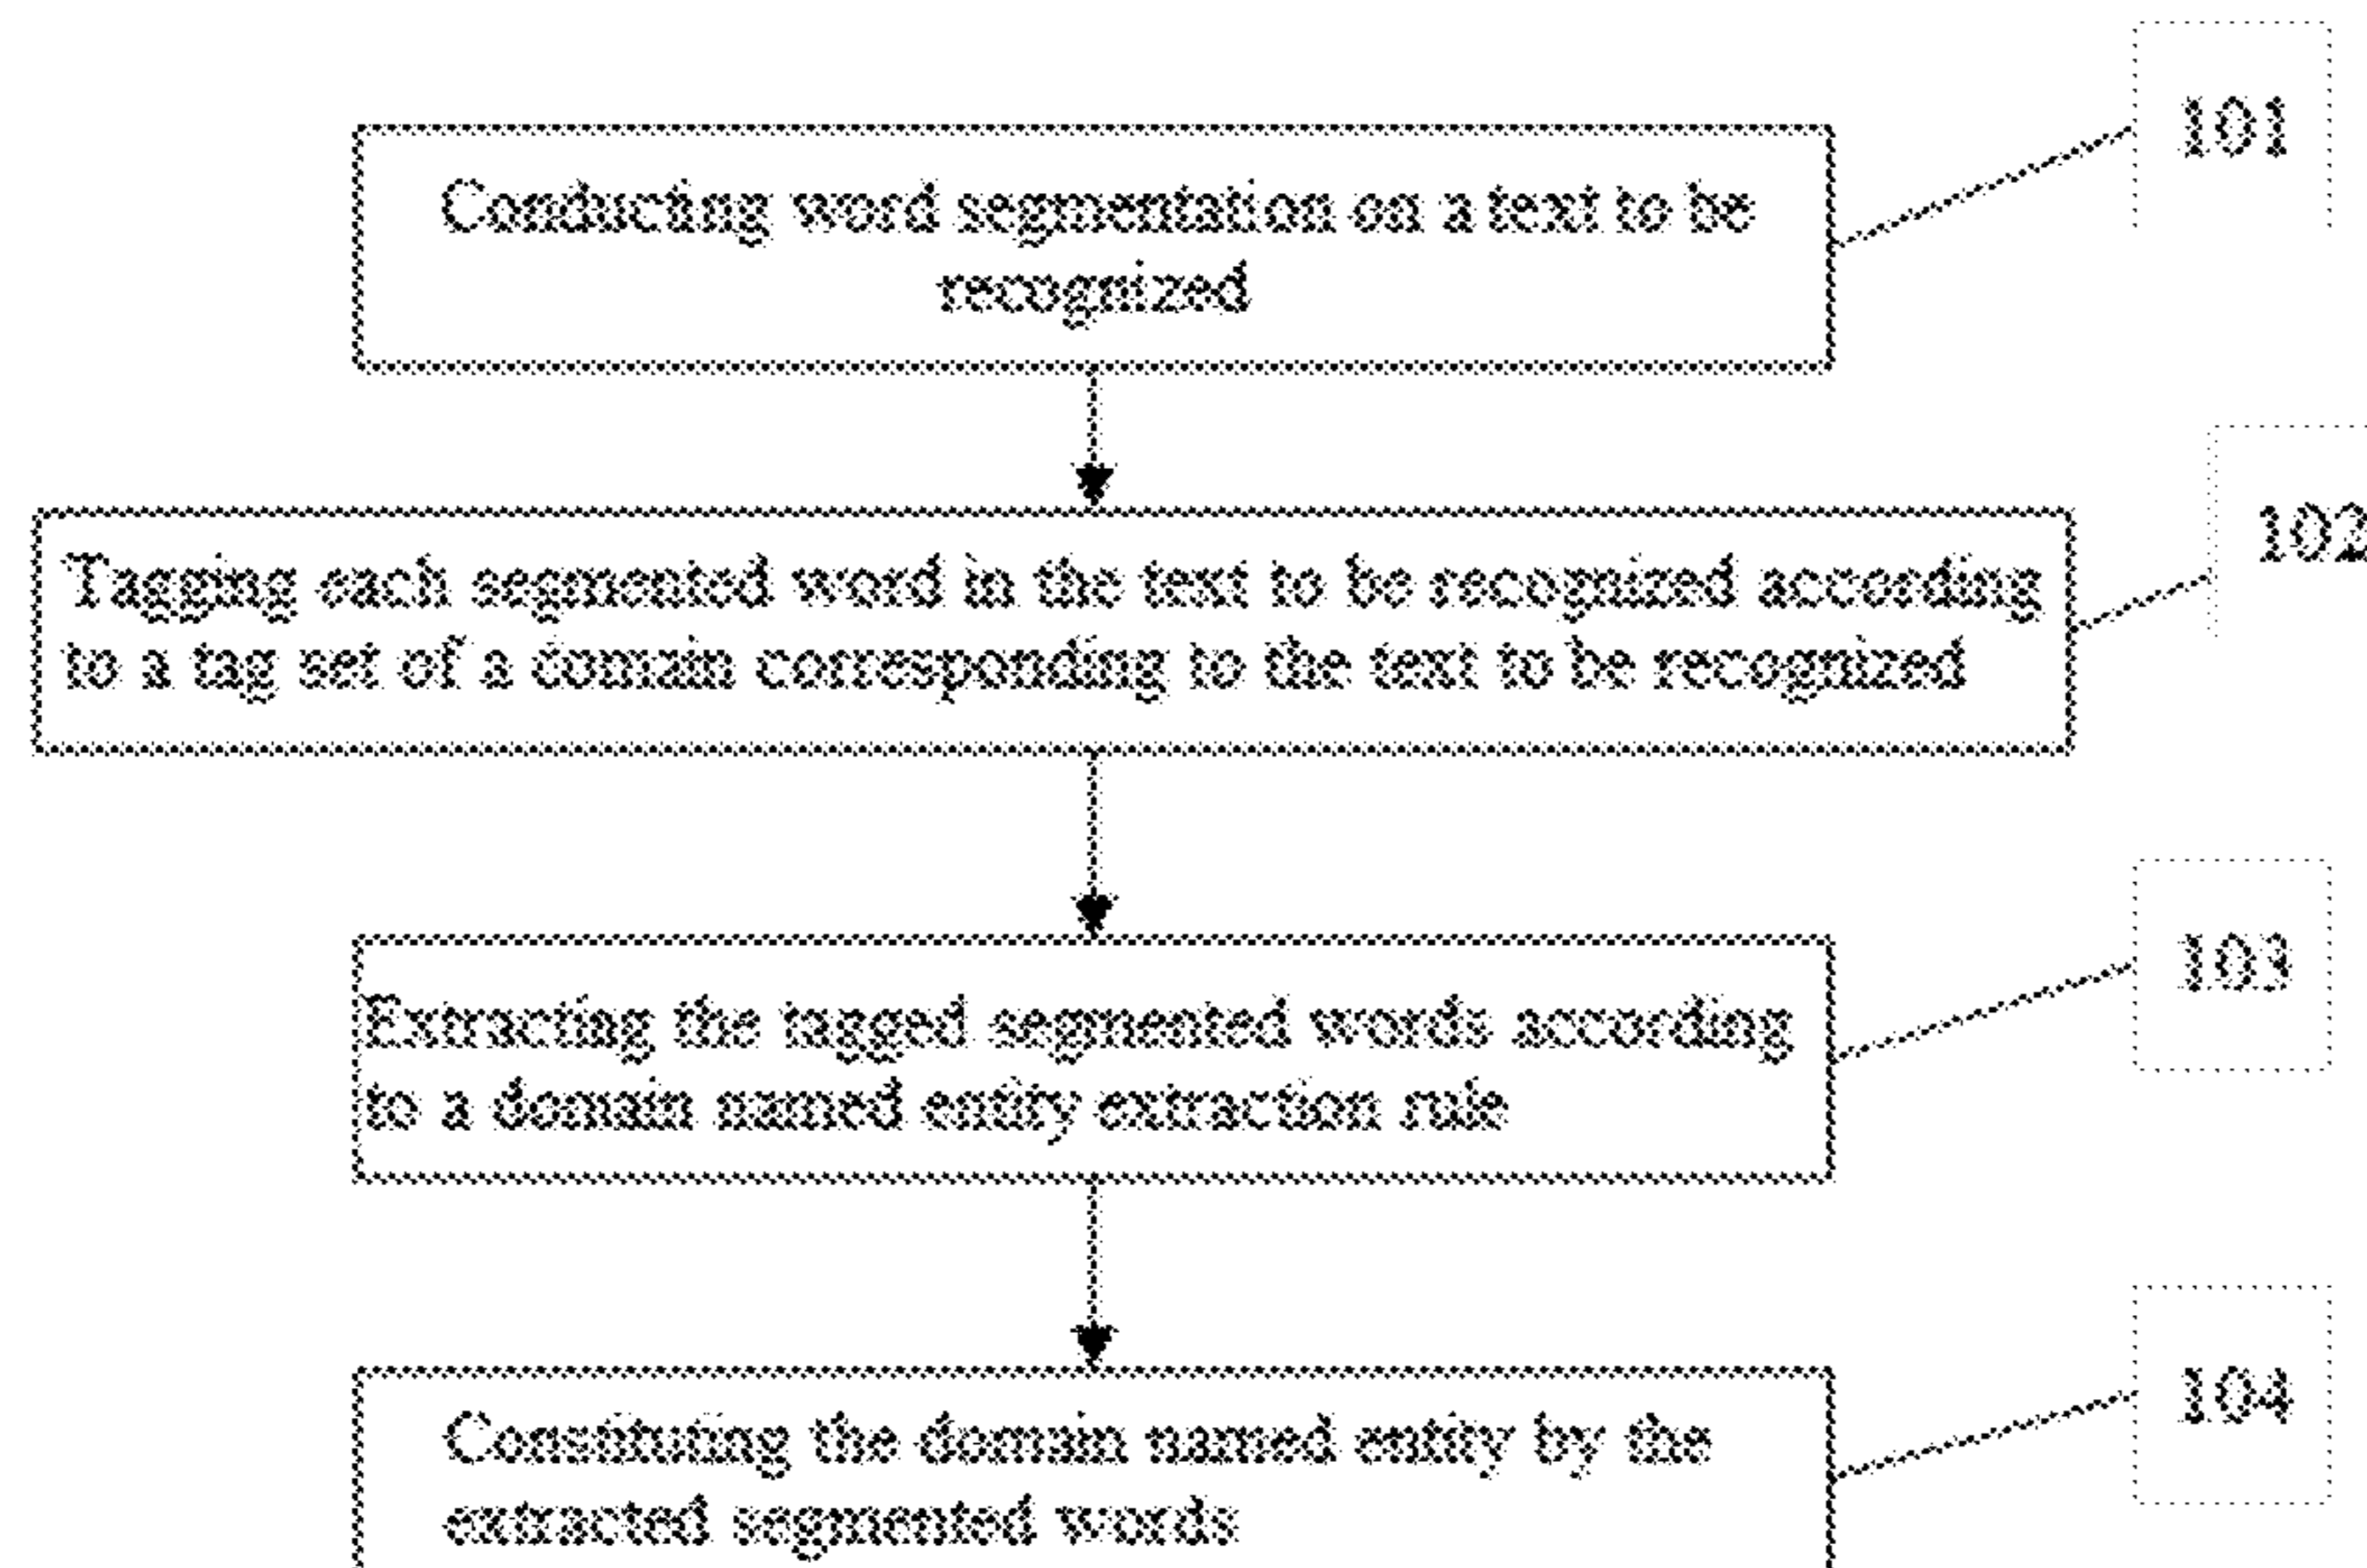 101
Conducting word segmentation on a text to be
recognized
102
Tagging each segmented word in the text to be recognized according
to a tag set of a domain corresponding to the text to be recognized
103
Extracting the tagged segmented words according
to a domain named entity extraction rule
104
Constituting the domain named entity by the
extracted segmented words